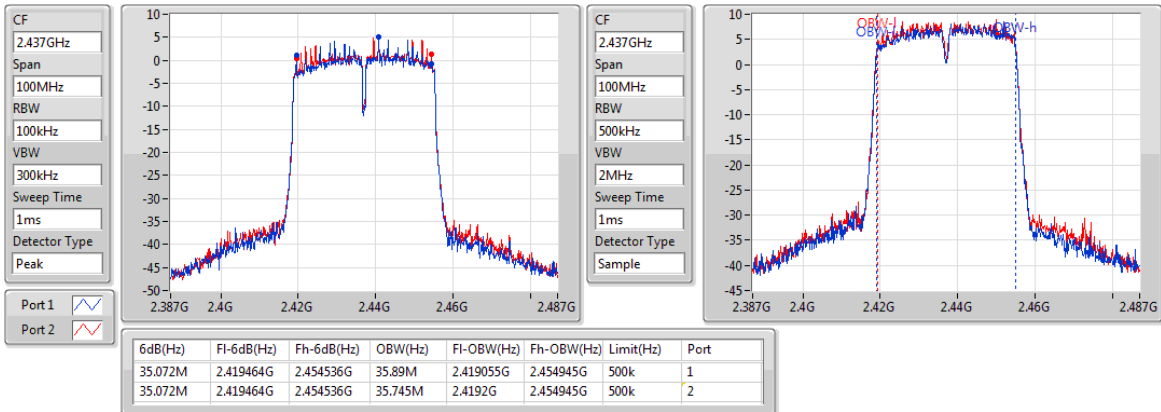 CF
2.437GHz
Span
100MHz
RBW
100kHz
VBW
300kHz
Sweep Time
1ms
Detector Type
Peak
Port 1
Port 2
10
5
0
-5
-10
-15
-20
-25
-30
-35
-40
-45
-50
2.387G 2.4G 2.42G 2.44G 2.46G 2.487G
CF
2.437GHz
Span
100MHz
RBW
500kHz
VBW
2MHz
Sweep Time
1ms
Detector Type
Sample
10
5
0
-5
-10
-15
-20
-25
-30
-35
-40
-45
OBW-l
OBW-h
2.387G 2.4G 2.42G 2.44G 2.46G 2.487G
6dB(Hz) Fl-6dB(Hz) Fh-6dB(Hz) OBW(Hz) Fl-OBW(Hz) Fh-OBW(Hz) Limit(Hz) Port
35.072M 2.419464G 2.454536G 35.89M 2.419055G 2.454945G 500k 1
35.072M 2.419464G 2.454536G 35.745M 2.4192G 2.454945G 500k 2